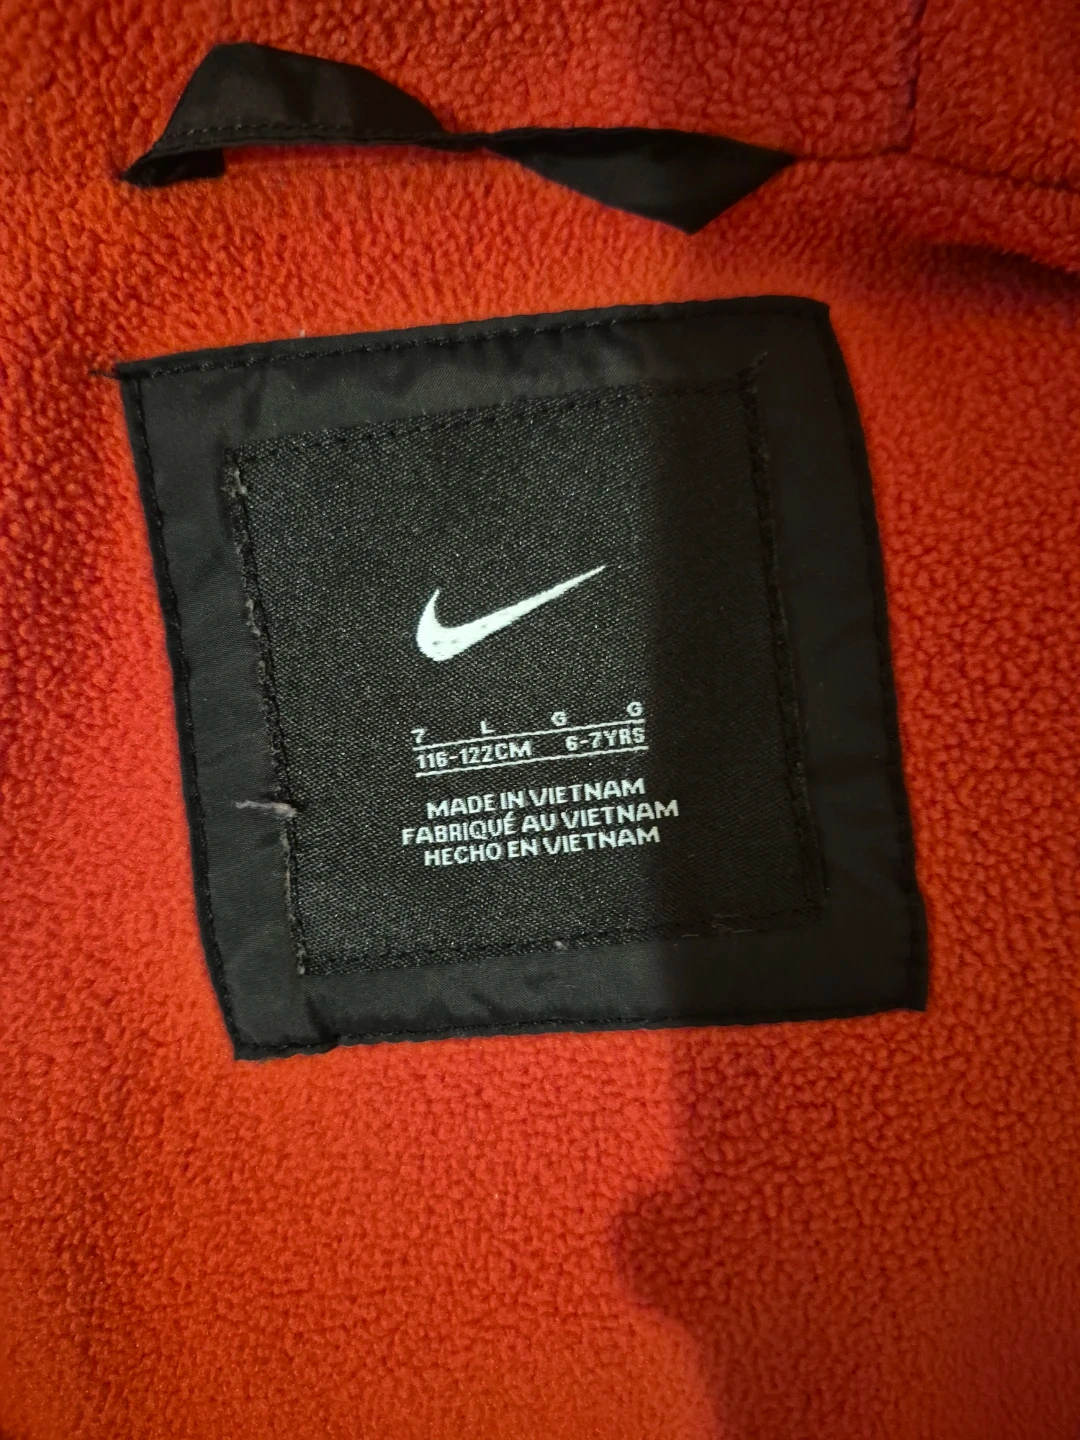 7 L G G
116-122CM 6-7YRS
MADE IN VIETNAM
FABRIQUÉ AU VIETNAM
HECHO EN VIETNAM